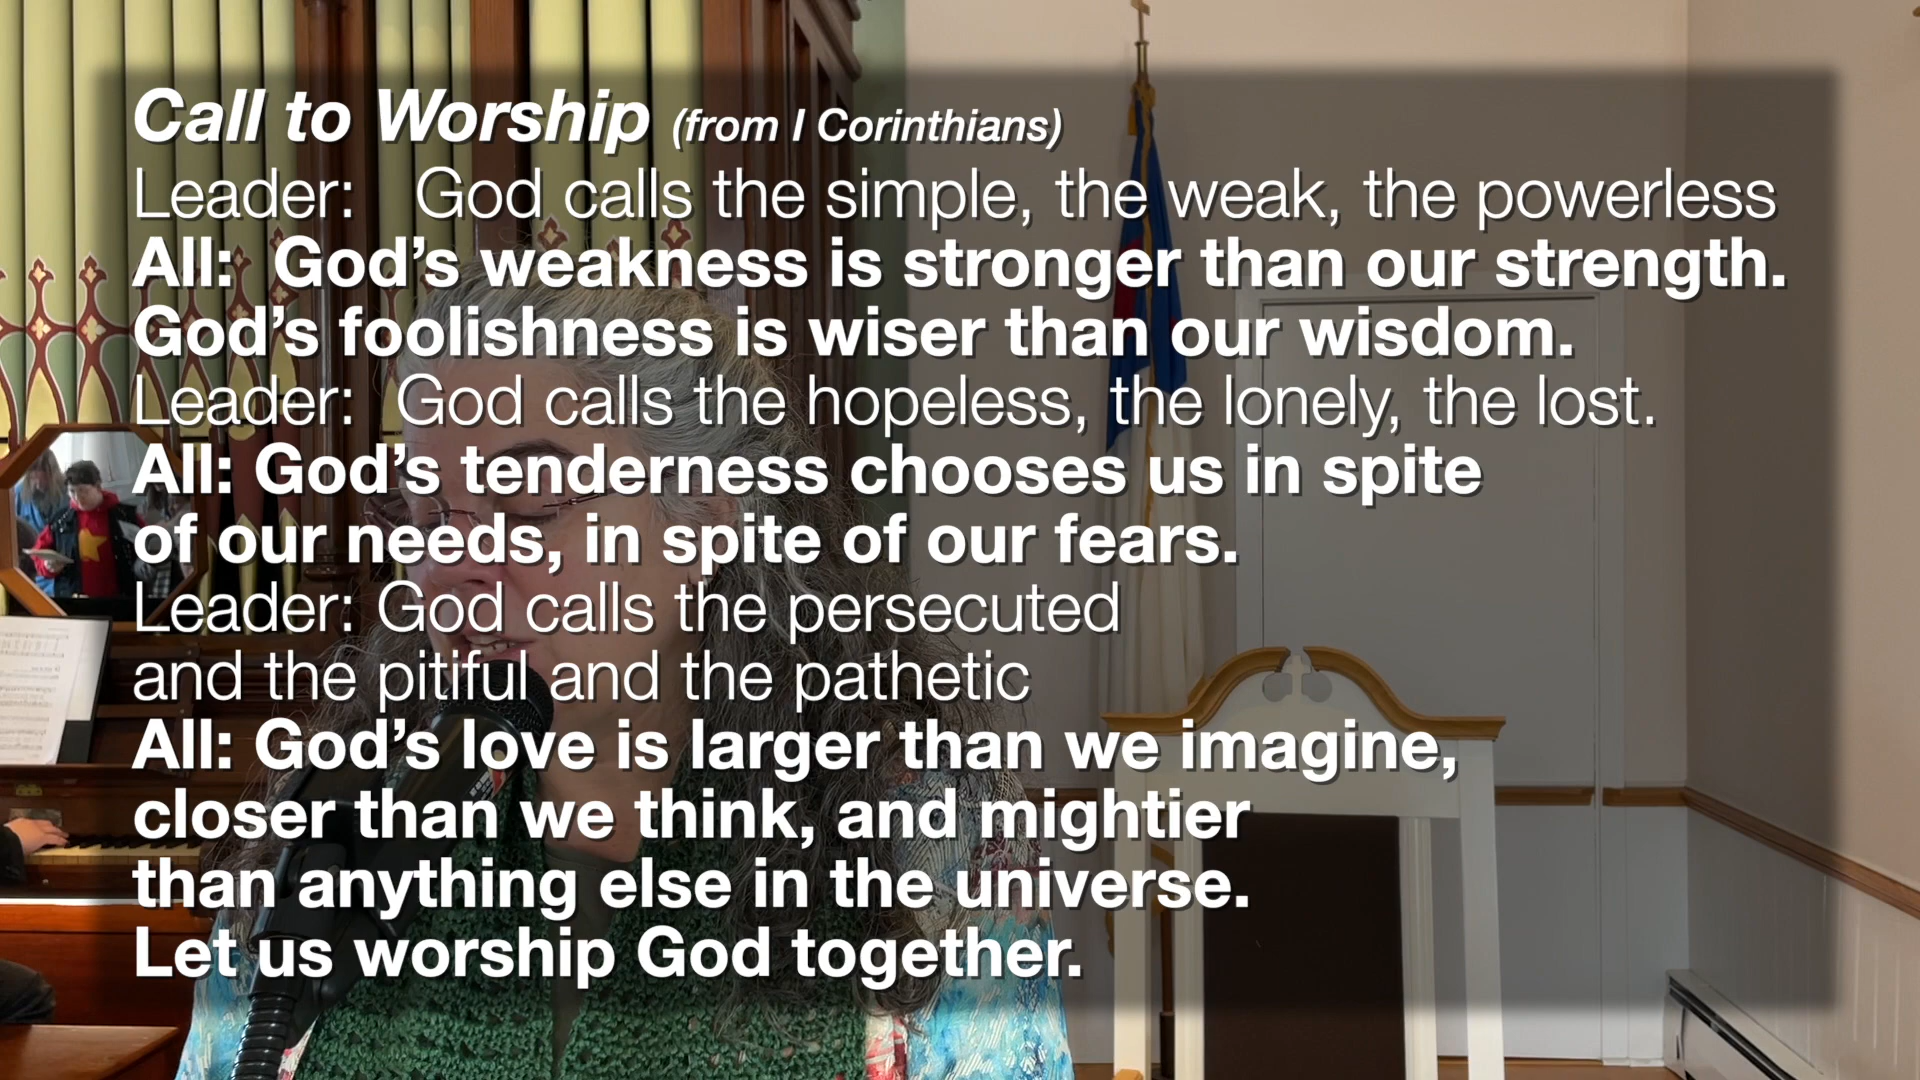 Call to Worship (from I Corinthians)
Leader: God calls the simple, the weak, the powerless
All: God’s weakness is stronger than our strength.
God’s foolishness is wiser than our wisdom.
Leader: God calls the hopeless, the lonely, the lost.
All: God’s tenderness chooses us in spite
of our needs, in spite of our fears.
Leader: God calls the persecuted
and the pitiful and the pathetic
All: God’s love is larger than we imagine,
closer than we think, and mightier
than anything else in the universe.
Let us worship God together.